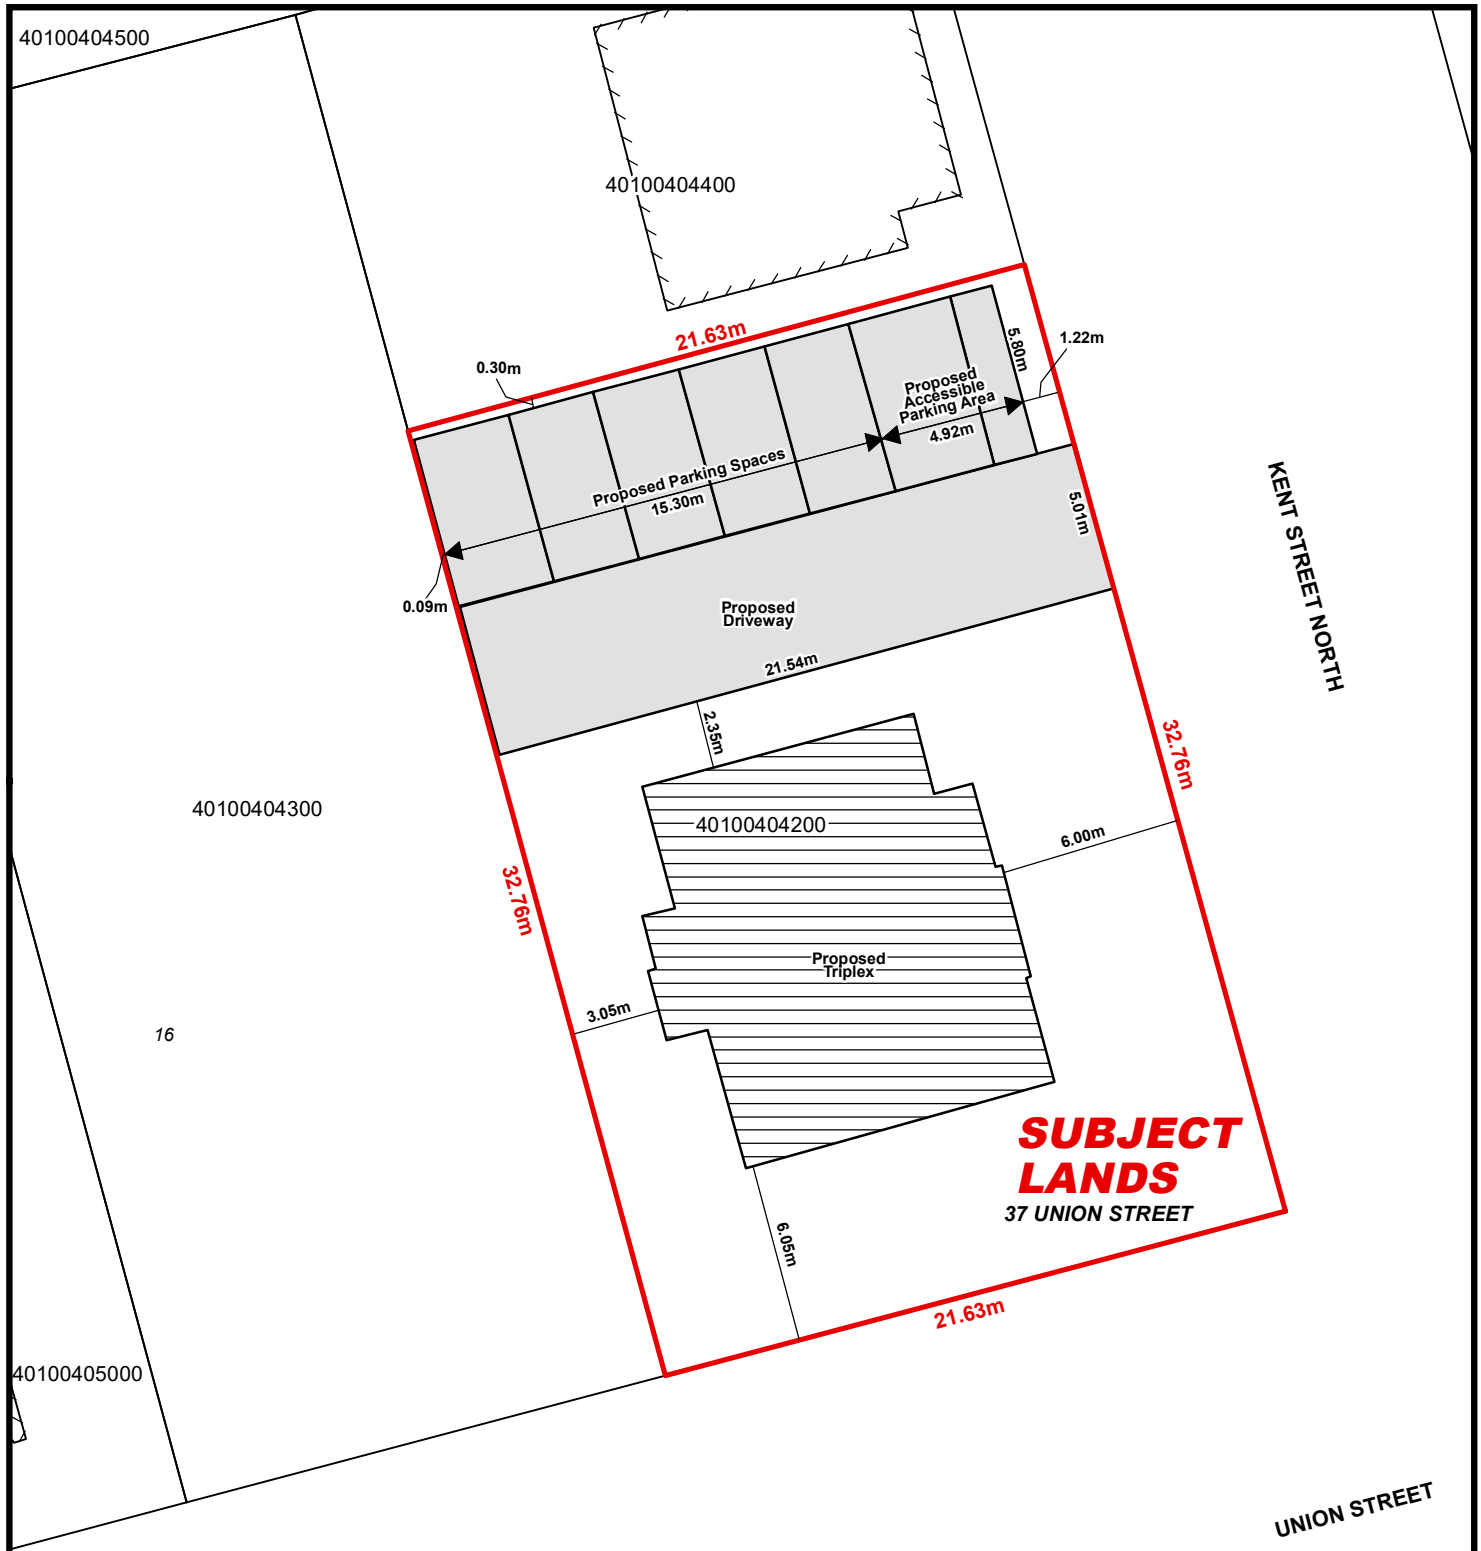 40100404500
40100404400
21.63m
0.30m
5.80m
1.22m
Proposed
Accessible
Parking Area
4.92m
Proposed Parking Spaces
15.30m
5.01m
KENT STREET NORTH
0.09m
Proposed
Driveway
21.54m
2.35m
32.76m
40100404300
40100404200
6.00m
32.76m
Proposed
Triplex
3.05m
16
SUBJECT
LANDS
37 UNION STREET
6.05m
21.63m
40100405000
UNION STREET